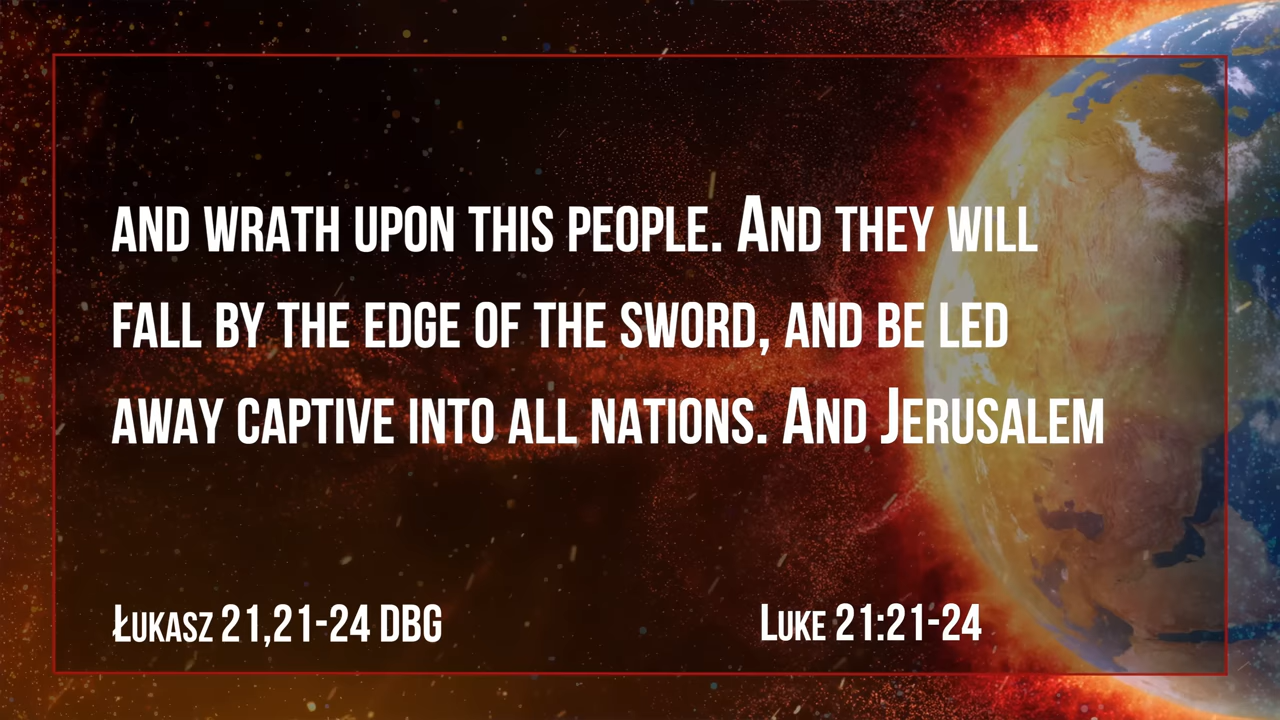 and wrath upon this people. And they will
fall by the edge of the sword, and be led
away captive into all nations. And Jerusalem
Łukasz 21,21-24 DBG
Luke 21:21-24